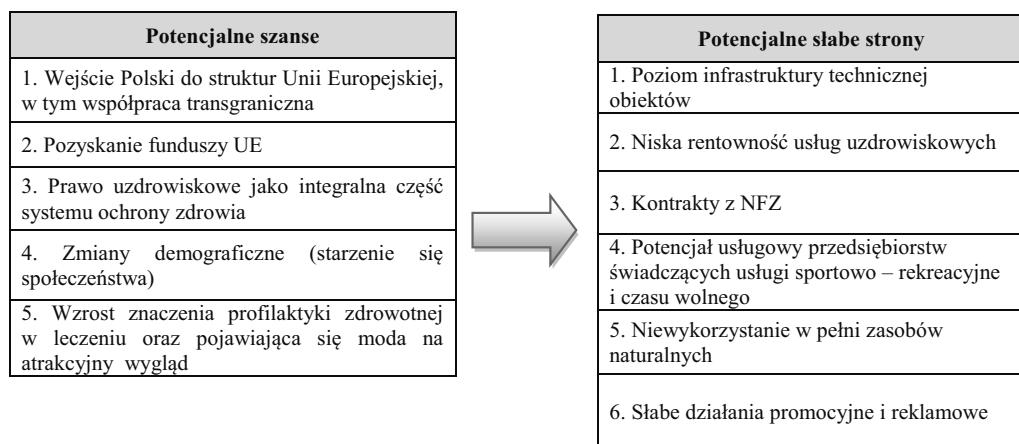 Potencjalne szanse
1. Wejście Polski do struktur Unii Europejskiej,
w tym współpraca transgraniczna
2. Pozyskanie funduszy UE
3. Prawo uzdrowiskowe jako integralna część
systemu ochrony zdrowia
4. Zmiany demograficzne (starzenie się
społeczeństwa)
5. Wzrost znaczenia profilaktyki zdrowotnej
w leczeniu oraz pojawiająca się moda na
atrakcyjny wygląd
Potencjalne słabe strony
1. Poziom infrastruktury technicznej
obiektów
2. Niska rentowność usług uzdrowiskowych
3. Kontrakty z NFZ
4. Potencjał usługowy przedsiębiorstw
świadczących usługi sportowo – rekreacyjne
i czasu wolnego
5. Niewykorzystanie w pełni zasobów
naturalnych
6. Słabe działania promocyjne i reklamowe